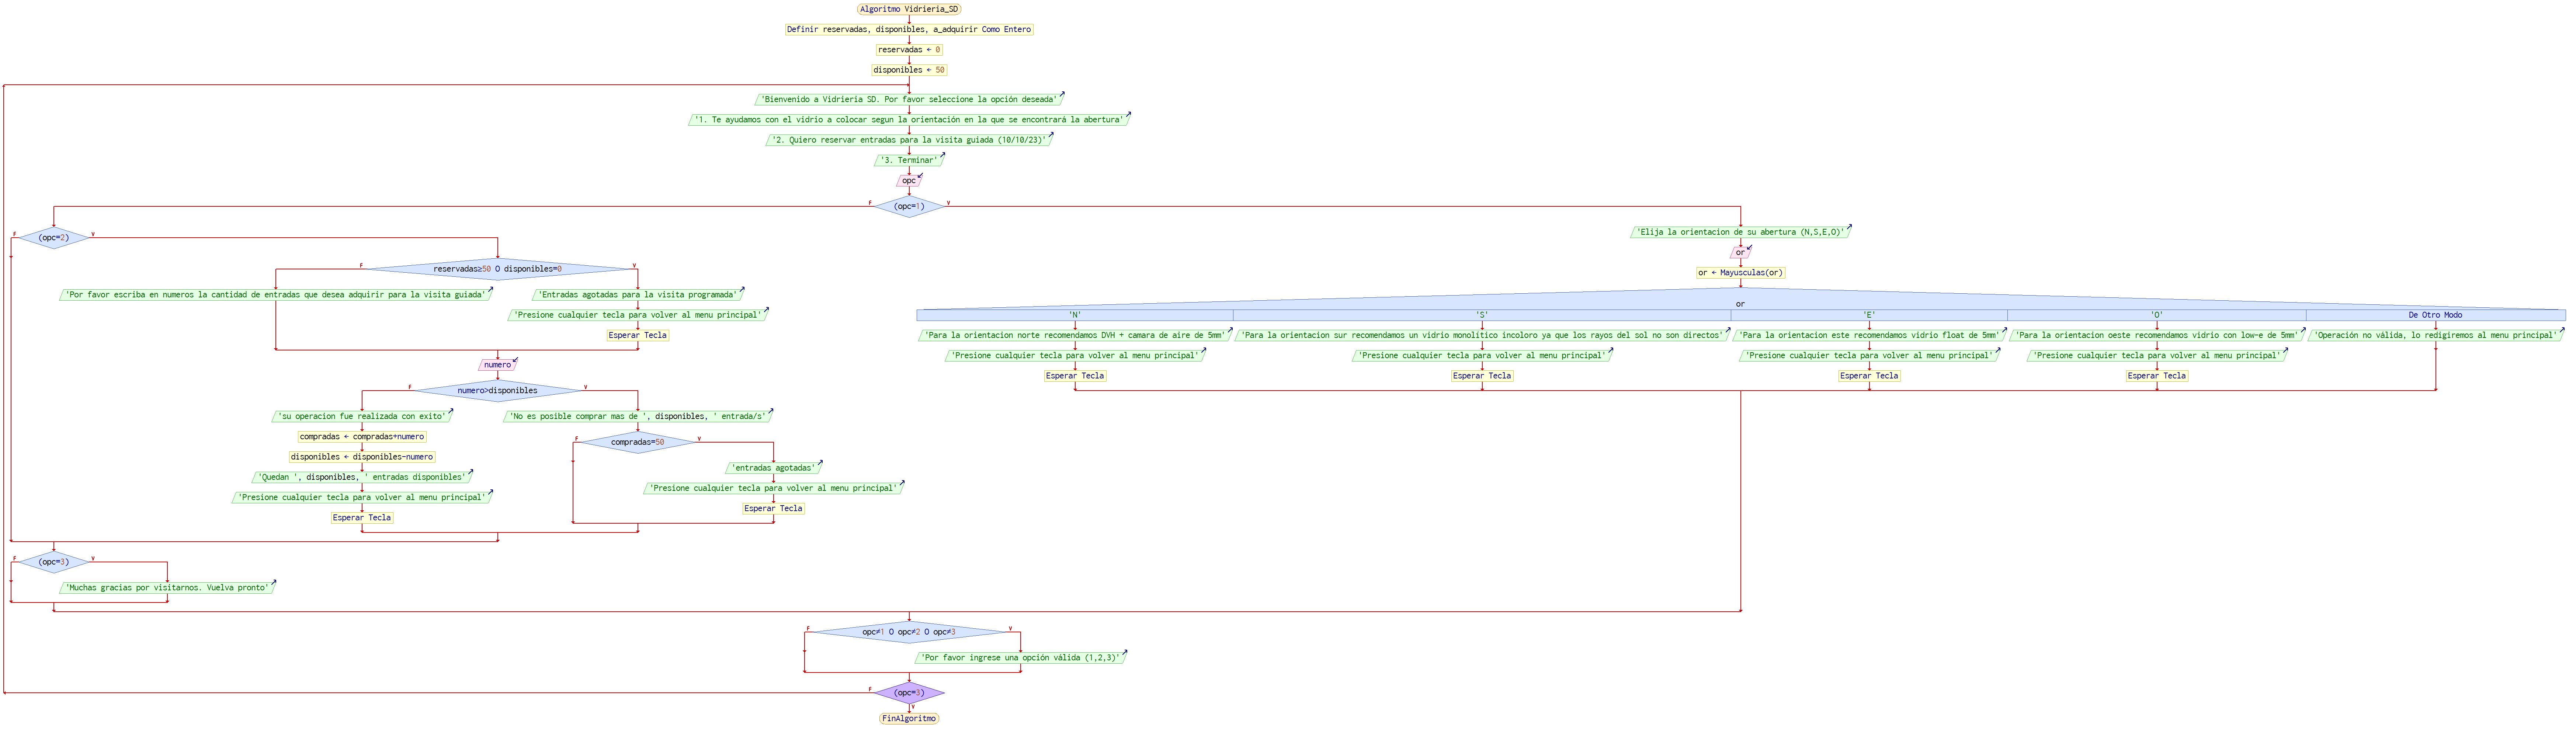 Algoritmo Vidrieria_SD
Definir reservadas, disponibles, a_adquirir Como Entero
reservadas ← 0
disponibles ← 50
'Bienvenido a Vidrieria SD. Por favor seleccione la opción deseada'
'1. Te ayudamos con el vidrio a colocar segun la orientación en la que se encontrará la abertura'
'2. Quiero reservar entradas para la visita guiada (10/10/23)'
'3. Terminar'
opc
(opc=1)
F
V
(opc=2)
F
V
reservadas≥50 O disponibles=0
F
V
'Por favor escriba en numeros la cantidad de entradas que desea adquirir para la visita guiada'
'Entradas agotadas para la visita programada'
'Presione cualquier tecla para volver al menu principal'
Esperar Tecla
numero
numero>disponibles
F
V
'su operacion fue realizada con exito'
compradas ← compradas+numero
disponibles ← disponibles-numero
'Quedan ', disponibles, ' entradas disponibles'
'Presione cualquier tecla para volver al menu principal'
Esperar Tecla
'No es posible comprar mas de ', disponibles, ' entrada/s'
compradas=50
F
V
'entradas agotadas'
'Presione cualquier tecla para volver al menu principal'
Esperar Tecla
(opc=3)
F
V
'Muchas gracias por visitarnos. Vuelva pronto'
'Elija la orientacion de su abertura (N,S,E,O)'
or
or ← Mayusculas(or)
or
'N'
'S'
'E'
'O'
De Otro Modo
'Para la orientacion norte recomendamos DVH + camara de aire de 5mm'
'Presione cualquier tecla para volver al menu principal'
Esperar Tecla
'Para la orientacion sur recomendamos un vidrio monolitico incoloro ya que los rayos del sol no son directos'
'Presione cualquier tecla para volver al menu principal'
Esperar Tecla
'Para la orientacion este recomendamos vidrio float de 5mm'
'Presione cualquier tecla para volver al menu principal'
Esperar Tecla
'Para la orientacion oeste recomendamos vidrio con low-e de 5mm'
'Presione cualquier tecla para volver al menu principal'
Esperar Tecla
'Operación no válida, lo redigiremos al menu principal'
opc≠1 O opc≠2 O opc≠3
F
V
'Por favor ingrese una opción válida (1,2,3)'
(opc=3)
F
V
FinAlgoritmo